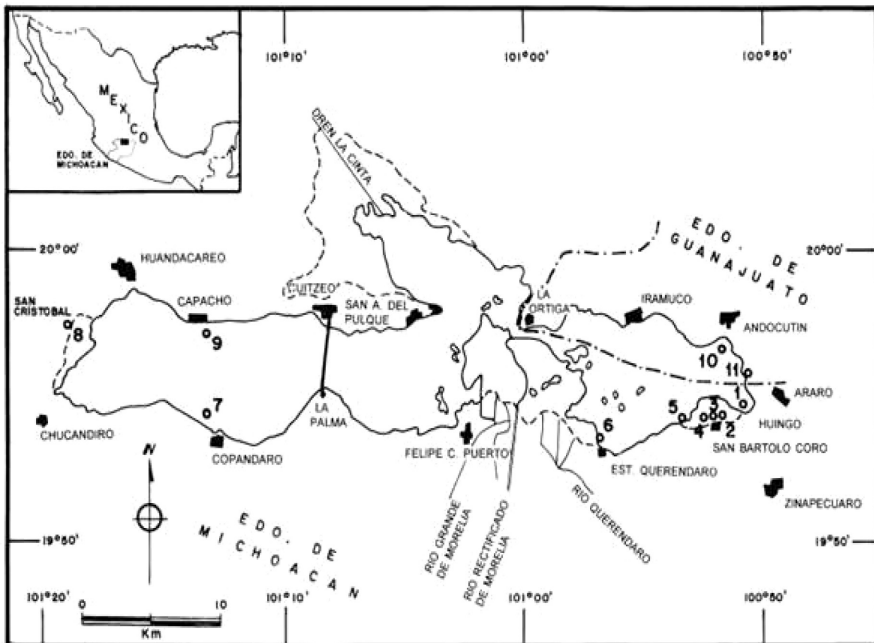 101°10'
101°00'
100°50'
MEXICO
EDO. DE
MICHOACAN
DREN LA CINTA
EDO. DE
GUANAJUATO
20°00'
20°00'
HUANDACAREO
CUITZEO
SAN
CRISTOBAL
CAPACHO
SAN A. DEL
PULQUE
LA
ORTIGA
IRAMUCO
ANDOCUTIN
8
9
10
11
ARARO
7
LA
PALMA
6
5
4
3
2
1
HUINGO
CHUCANDIRO
COPANDARO
FELIPE C. PUERTO
SAN BARTOLO CORO
EST. QUERENDARO
ZINAPECUARO
N
EDO. DE
MICHOACAN
RIO GRANDE
DE MORELIA
RIO RECTIFICADO
DE MORELIA
RIO QUERENDARO
19°50'
19°50'
101°20'
101°10'
101°00'
100°50'
0
10
Km